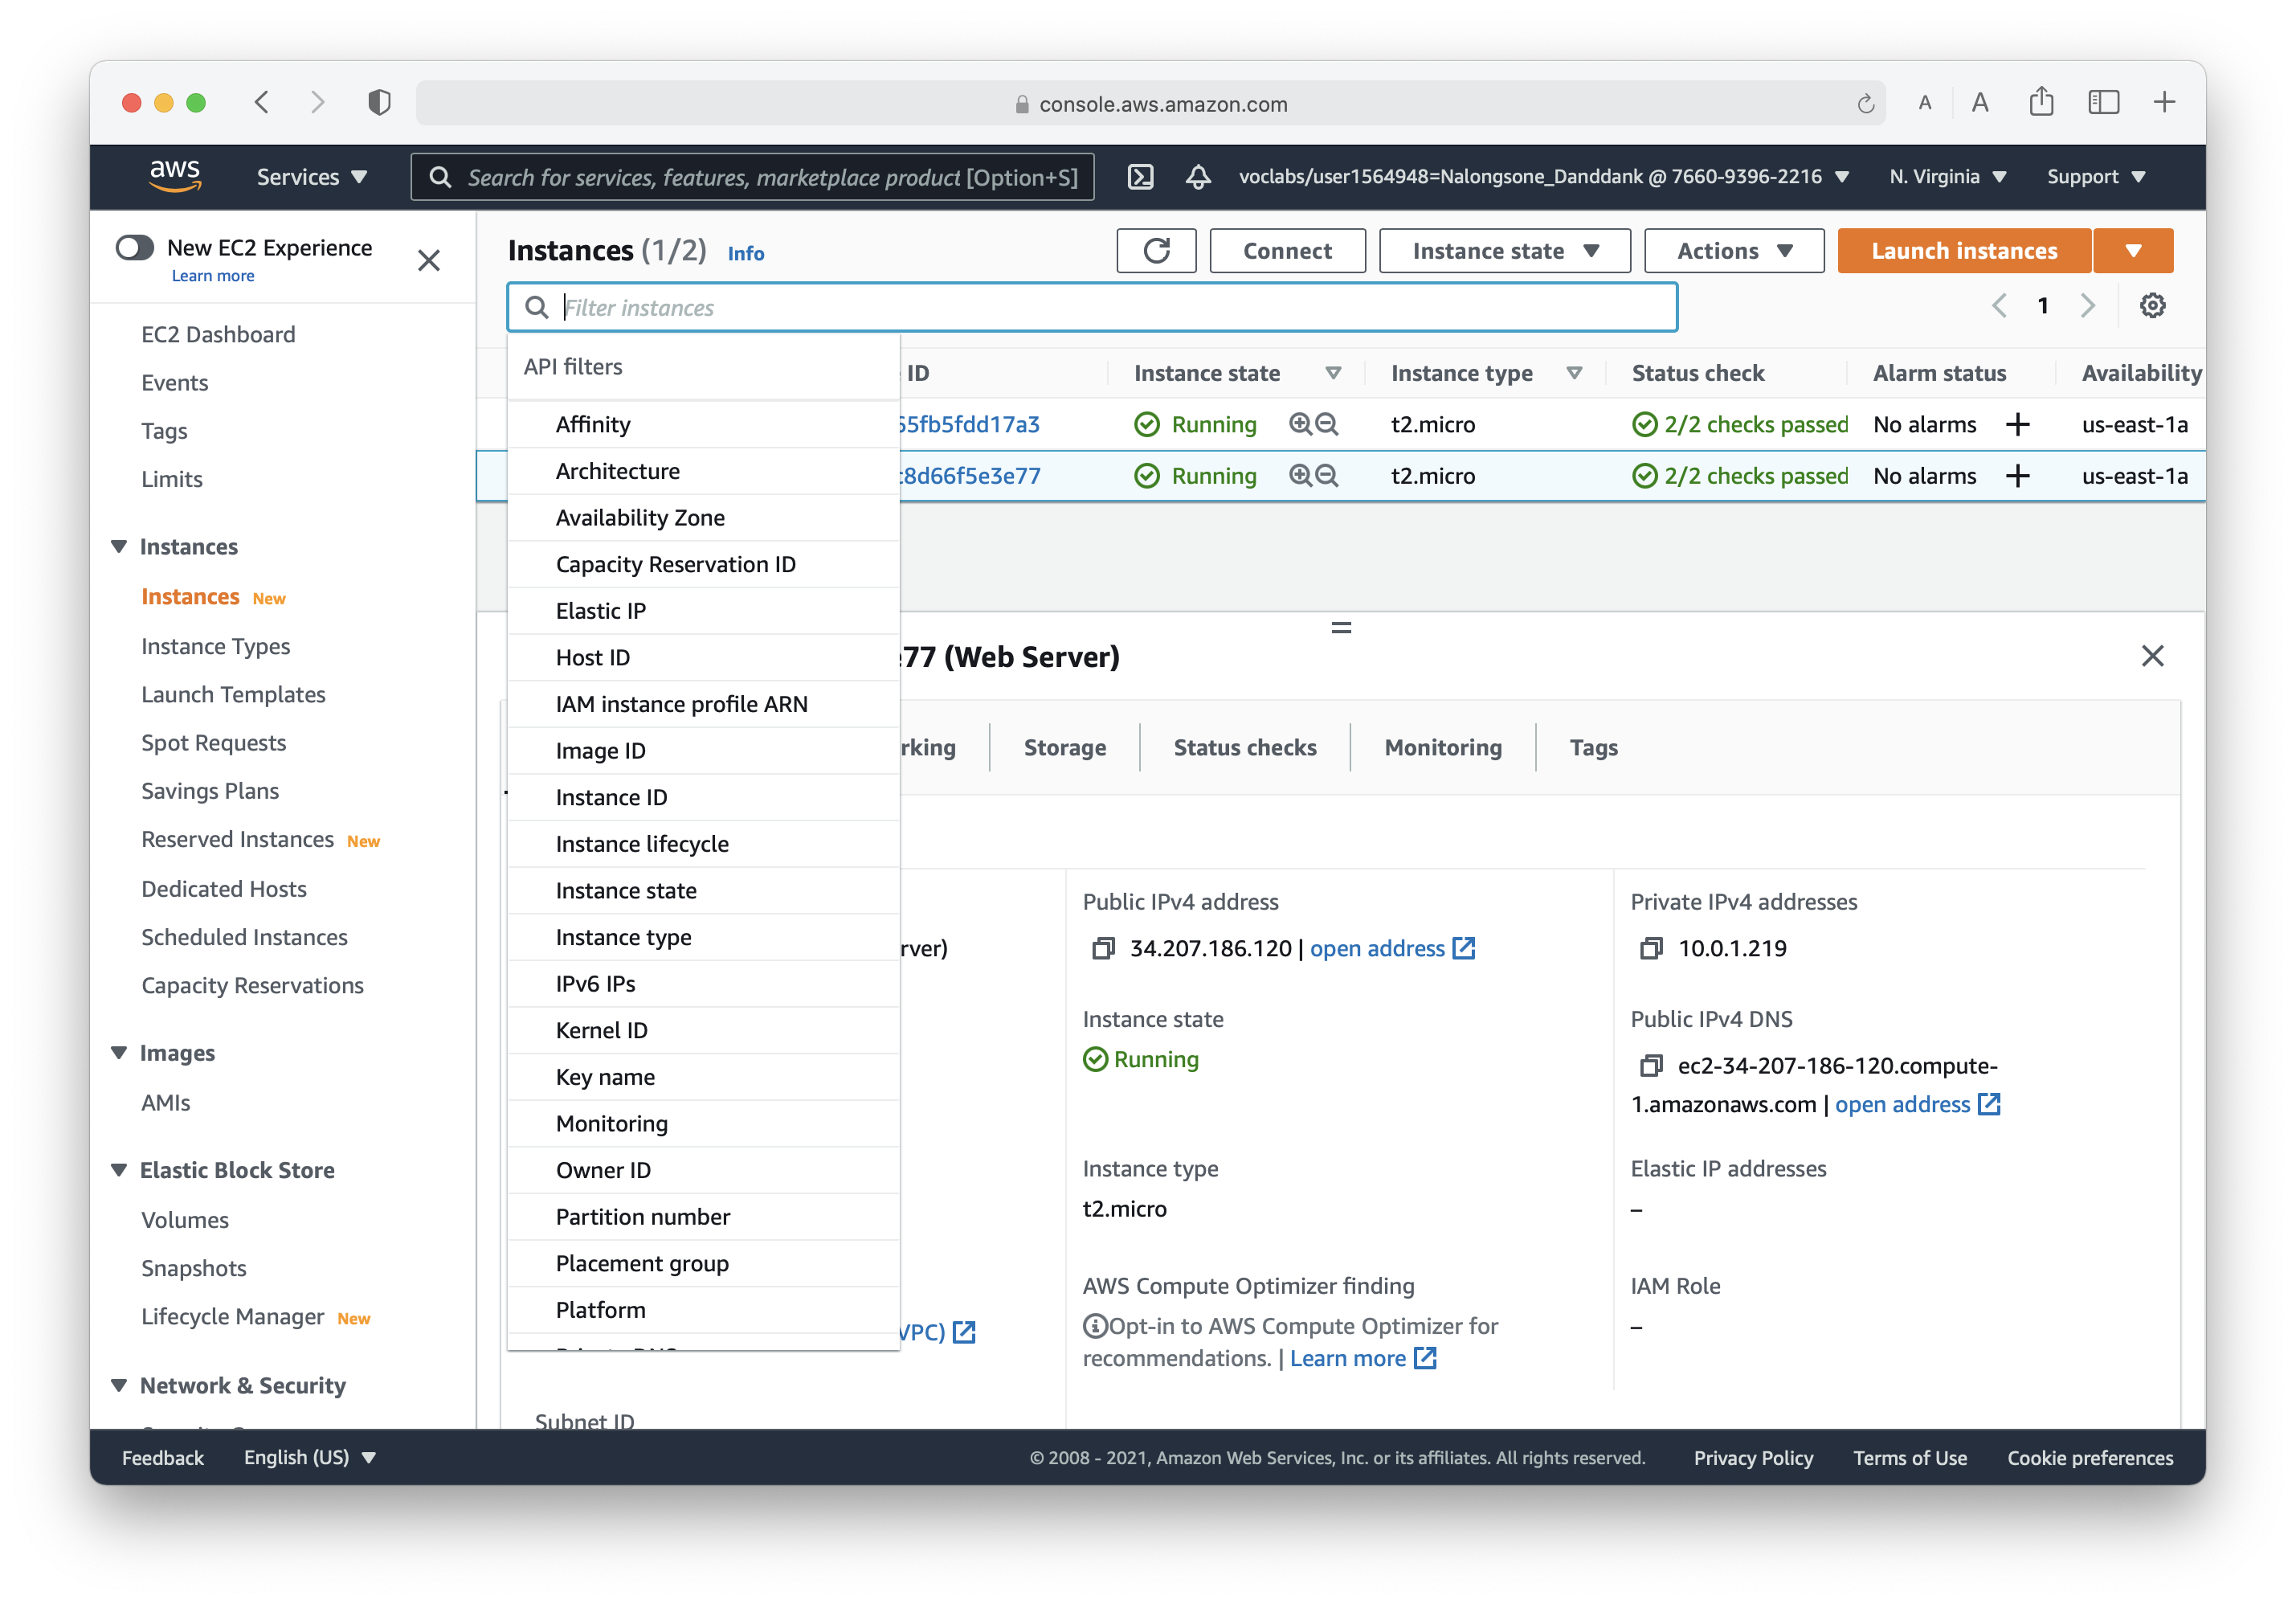 console.aws.amazon.com
A A
aws
Services
Search for services, features, marketplace product [Option+S]
voclabs/user1564948=Nalongsone_Danddank @ 7660-9396-2216
N. Virginia
Support
New EC2 Experience
Learn more
EC2 Dashboard
Events
Tags
Limits
Instances
Instances New
Instance Types
Launch Templates
Spot Requests
Savings Plans
Reserved Instances New
Dedicated Hosts
Scheduled Instances
Capacity Reservations
Images
AMIs
Elastic Block Store
Volumes
Snapshots
Lifecycle Manager New
Network & Security
Instances (1/2) Info
Connect
Instance state
Actions
Launch instances
Filter instances
1
API filters
Affinity
Architecture
Availability Zone
Capacity Reservation ID
Elastic IP
Host ID
IAM instance profile ARN
Image ID
Instance ID
Instance lifecycle
Instance state
Instance type
IPv6 IPs
Kernel ID
Key name
Monitoring
Owner ID
Partition number
Placement group
Platform
ID Instance state Instance type Status check Alarm status Availability
55fb5fdd17a3 Running t2.micro 2/2 checks passed No alarms us-east-1a
8d66f5e3e77 Running t2.micro 2/2 checks passed No alarms us-east-1a
e77 (Web Server)
rking
Storage
Status checks
Monitoring
Tags
rver)
VPC)
Subnet ID
Public IPv4 address
34.207.186.120 | open address
Instance state
Running
Instance type
t2.micro
AWS Compute Optimizer finding
Opt-in to AWS Compute Optimizer for
recommendations. | Learn more
Private IPv4 addresses
10.0.1.219
Public IPv4 DNS
ec2-34-207-186-120.compute-
1.amazonaws.com | open address
Elastic IP addresses
–
IAM Role
–
Feedback
English (US)
© 2008 - 2021, Amazon Web Services, Inc. or its affiliates. All rights reserved.
Privacy Policy
Terms of Use
Cookie preferences